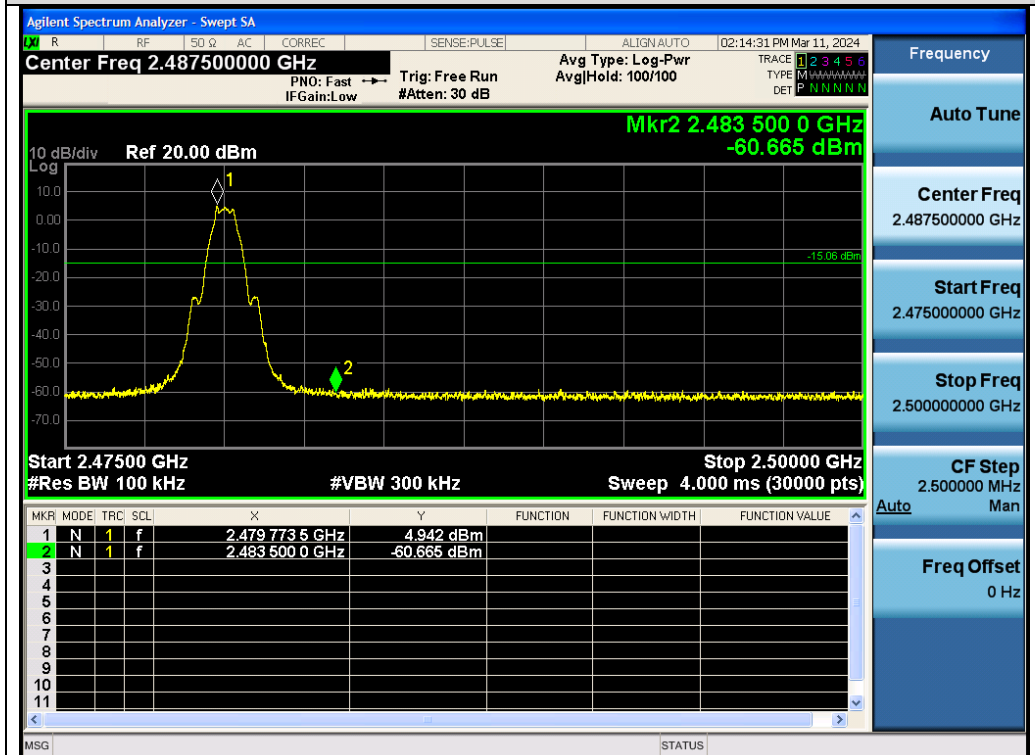 Agilent Spectrum Analyzer - Swept SA
LXI R RF 50 Ω AC CORREC SENSE:PULSE ALIGN AUTO 02:14:31 PM Mar 11, 2024
Center Freq 2.487500000 GHz
PNO: Fast
IFGain:Low
Trig: Free Run
#Atten: 30 dB
Avg Type: Log-Pwr
Avg|Hold: 100/100
TRACE 1 2 3 4 5 6
TYPE M
DET P N N N N N
Mkr2 2.483 500 0 GHz
-60.665 dBm
10 dB/div Ref 20.00 dBm
Log
10.0
0.00
-10.0
-20.0
-30.0
-40.0
-50.0
-60.0
-70.0
1
-15.06 dBm
2
Start 2.47500 GHz Stop 2.50000 GHz
#Res BW 100 kHz #VBW 300 kHz Sweep 4.000 ms (30000 pts)
MKR MODE TRC SCL X Y FUNCTION FUNCTION WIDTH FUNCTION VALUE
1 N 1 f 2.479 773 5 GHz 4.942 dBm
2 N 1 f 2.483 500 0 GHz -60.665 dBm
3
4
5
6
7
8
9
10
11
MSG STATUS
Frequency
Auto Tune
Center Freq
2.487500000 GHz
Start Freq
2.475000000 GHz
Stop Freq
2.500000000 GHz
CF Step
2.500000 MHz
Auto Man
Freq Offset
0 Hz